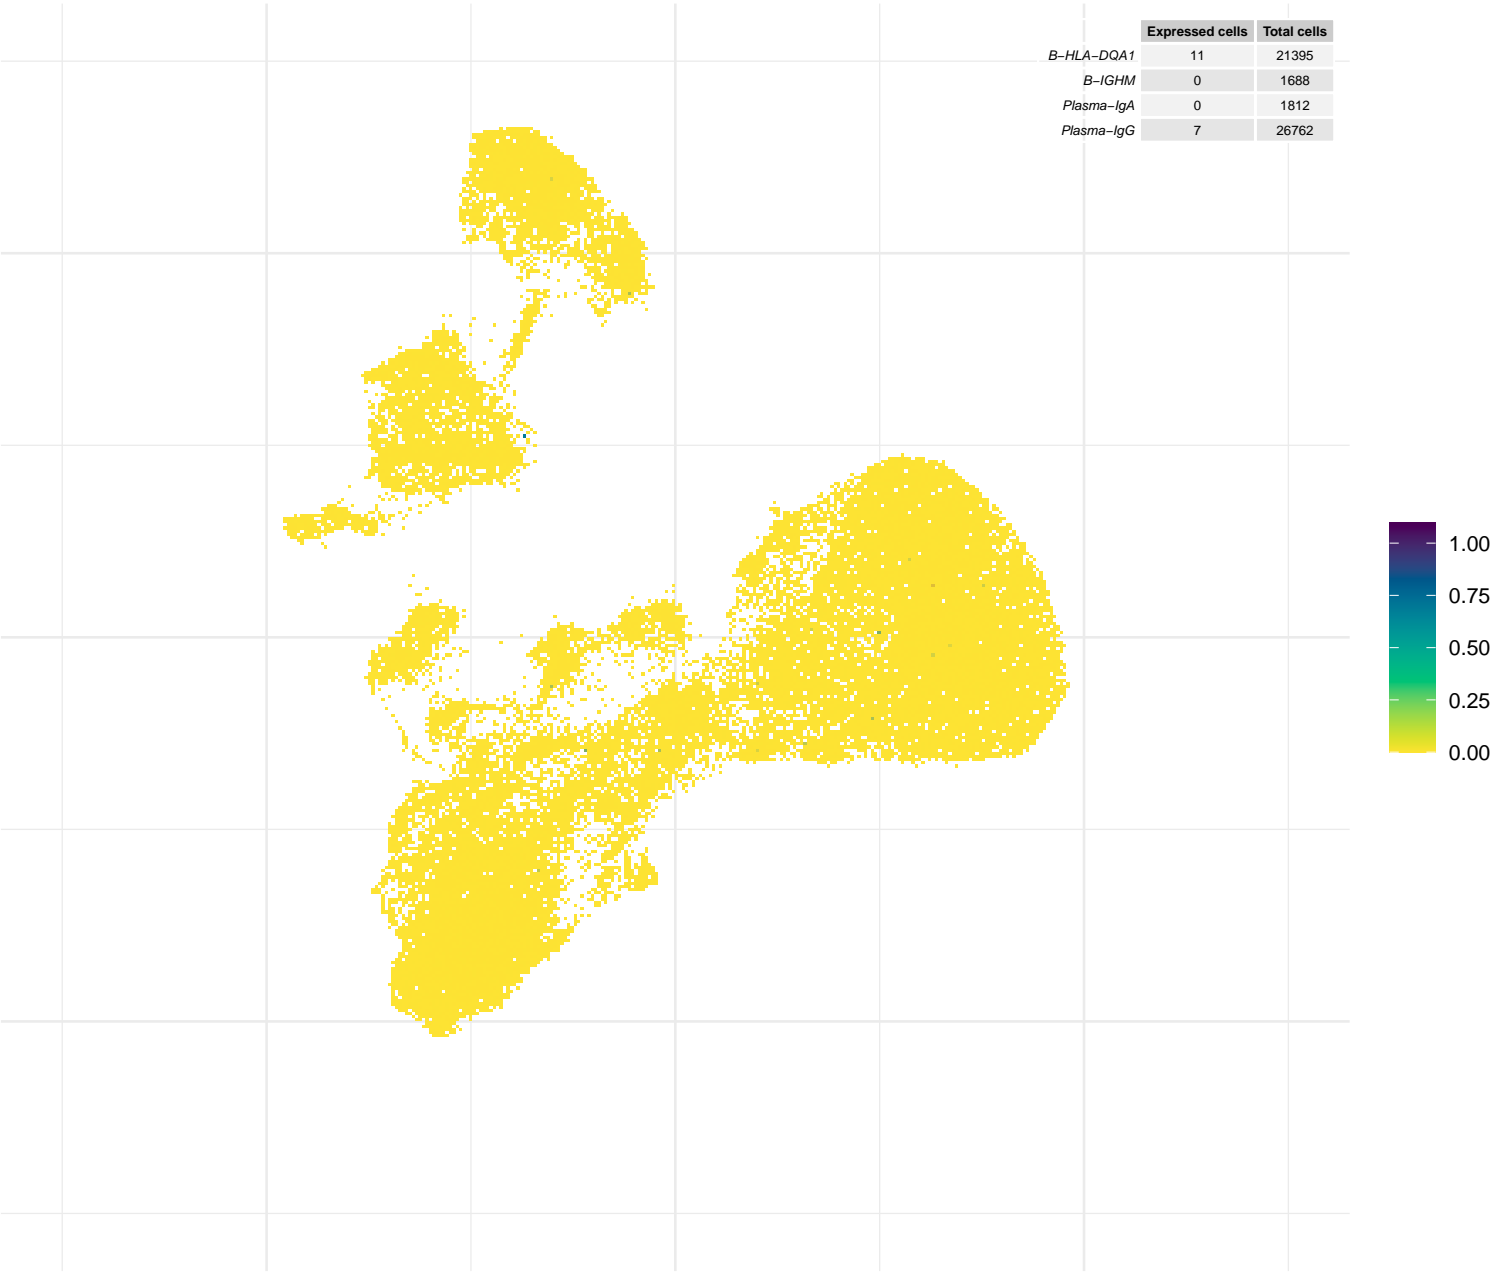 Expressed cells Total cells
B−HLA−DQA1 11 21395
B−IGHM 0 1688
Plasma−IgA 0 1812
Plasma−IgG 7 26762
1.00
0.75
0.50
0.25
0.00